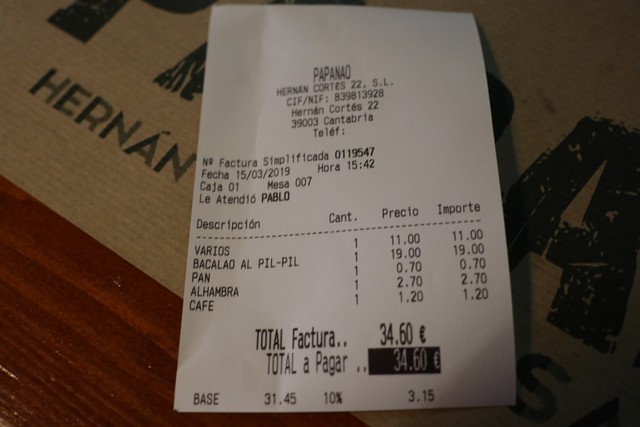 HERNÁN
PAPANAO
HERNAN CORTES 22, S.L.
CIF/NIF: B39813928
Hernán Cortés 22
39003 Cantabria
Teléf:
Nº Factura Simplificada 0119547
Fecha 15/03/2019 Hora 15:42
Caja 01 Mesa 007
Le Atendió PABLO
Descripción Cant. Precio Importe
VARIOS 1 11.00 11.00
BACALAO AL PIL-PIL 1 19.00 19.00
PAN 1 0.70 0.70
ALHAMBRA 1 2.70 2.70
CAFE 1 1.20 1.20
TOTAL Factura.. 34.60 €
TOTAL a Pagar .. 34.60 €
BASE 31.45 10% 3.15